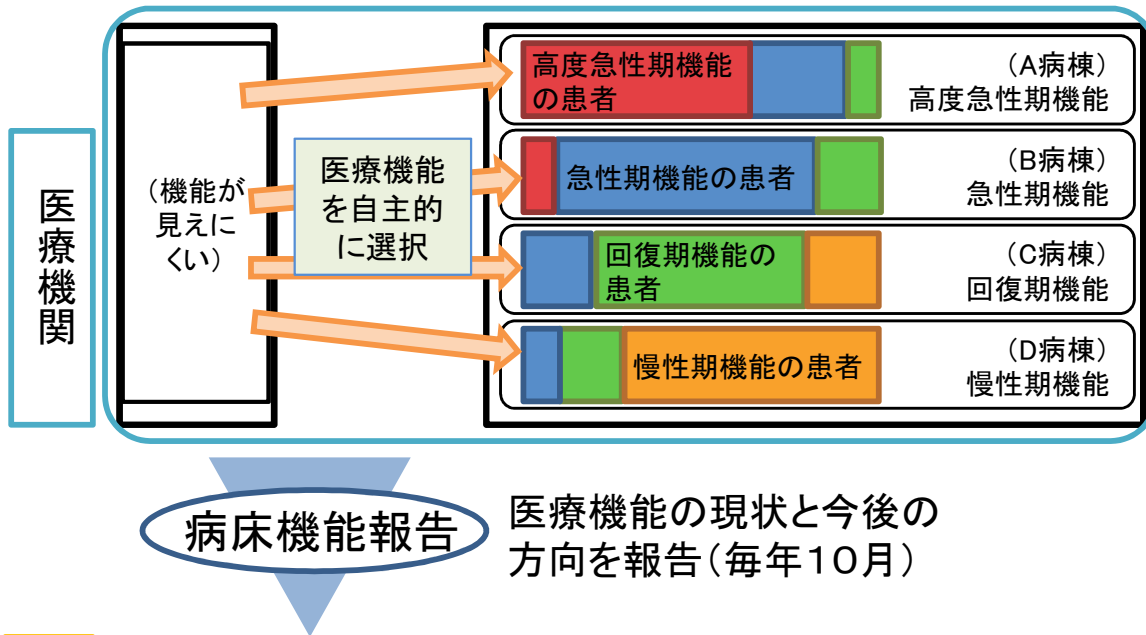 医療機関
(機能が
見えに
くい)
医療機能
を自主的
に選択
高度急性期機能
の患者
(A病棟)
高度急性期機能
急性期機能の患者
(B病棟)
急性期機能
回復期機能の
患者
(C病棟)
回復期機能
慢性期機能の患者
(D病棟)
慢性期機能
病床機能報告
医療機能の現状と今後の
方向を報告(毎年10月)